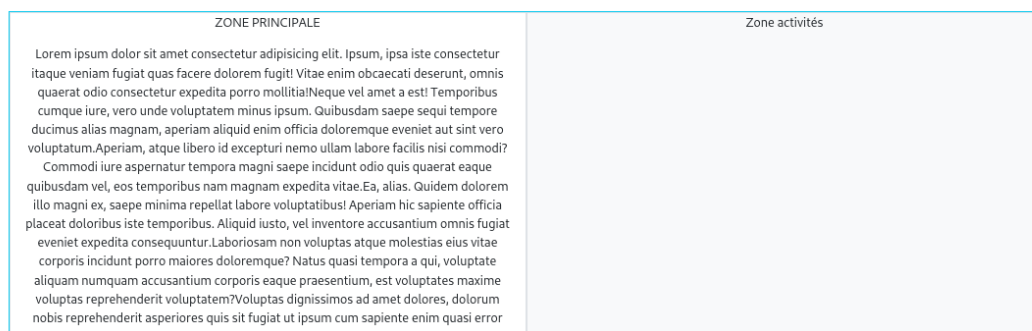 ZONE PRINCIPALE
Lorem ipsum dolor sit amet consectetur adipisicing elit. Ipsum, ipsa iste consectetur
itaque veniam fugiat quas facere dolorem fugit! Vitae enim obcaecati deserunt, omnis
quaerat odio consectetur expedita porro mollitia!Neque vel amet a est! Temporibus
cumque iure, vero unde voluptatem minus ipsum. Quibusdam saepe sequi tempore
ducimus alias magnam, aperiam aliquid enim officia doloremque eveniet aut sint vero
voluptatum.Aperiam, atque libero id excepturi nemo ullam labore facilis nisi commodi?
Commodi iure aspernatur tempora magni saepe incidunt odio quis quaerat eaque
quibusdam vel, eos temporibus nam magnam expedita vitae.Ea, alias. Quidem dolorem
illo magni ex, saepe minima repellat labore voluptatibus! Aperiam hic sapiente officia
placeat doloribus iste temporibus. Aliquid iusto, vel inventore accusantium omnis fugiat
eveniet expedita consequuntur.Laboriosam non voluptas atque molestias eius vitae
corporis incidunt porro maiores doloremque? Natus quasi tempora a qui, voluptate
aliquam numquam accusantium corporis eaque praesentium, est voluptates maxime
voluptas reprehenderit voluptatem?Voluptas dignissimos ad amet dolores, dolorum
nobis reprehenderit asperiores quis sit fugiat ut ipsum cum sapiente enim quasi error
Zone activités